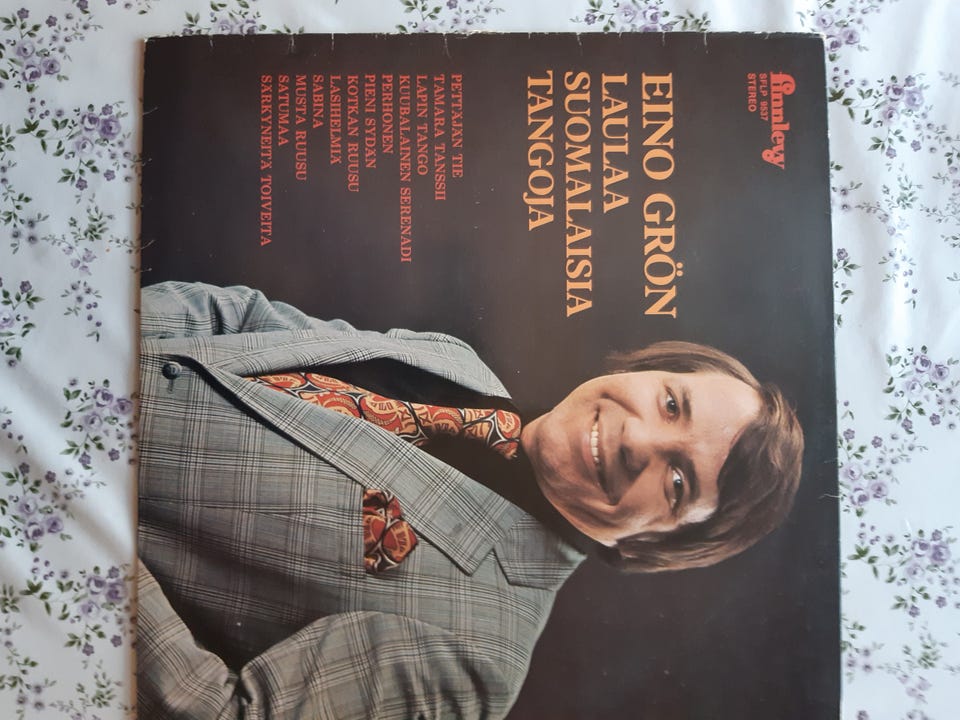 finnlevy
SFLP 9537
STEREO
EINO GRÖN
LAULAA
SUOMALAISIA
TANGOJA
PETTÄJÄN TIE
TAMARA TANSSII
LAPIN TANGO
KUUBALAINEN SERENADI
PERHONEN
PIENI SYDÄN
KOTKAN RUUSU
LASIHELMIÄ
SABINA
MUSTA RUUSU
SATUMAA
SÄRKYNEITÄ TOIVEITA